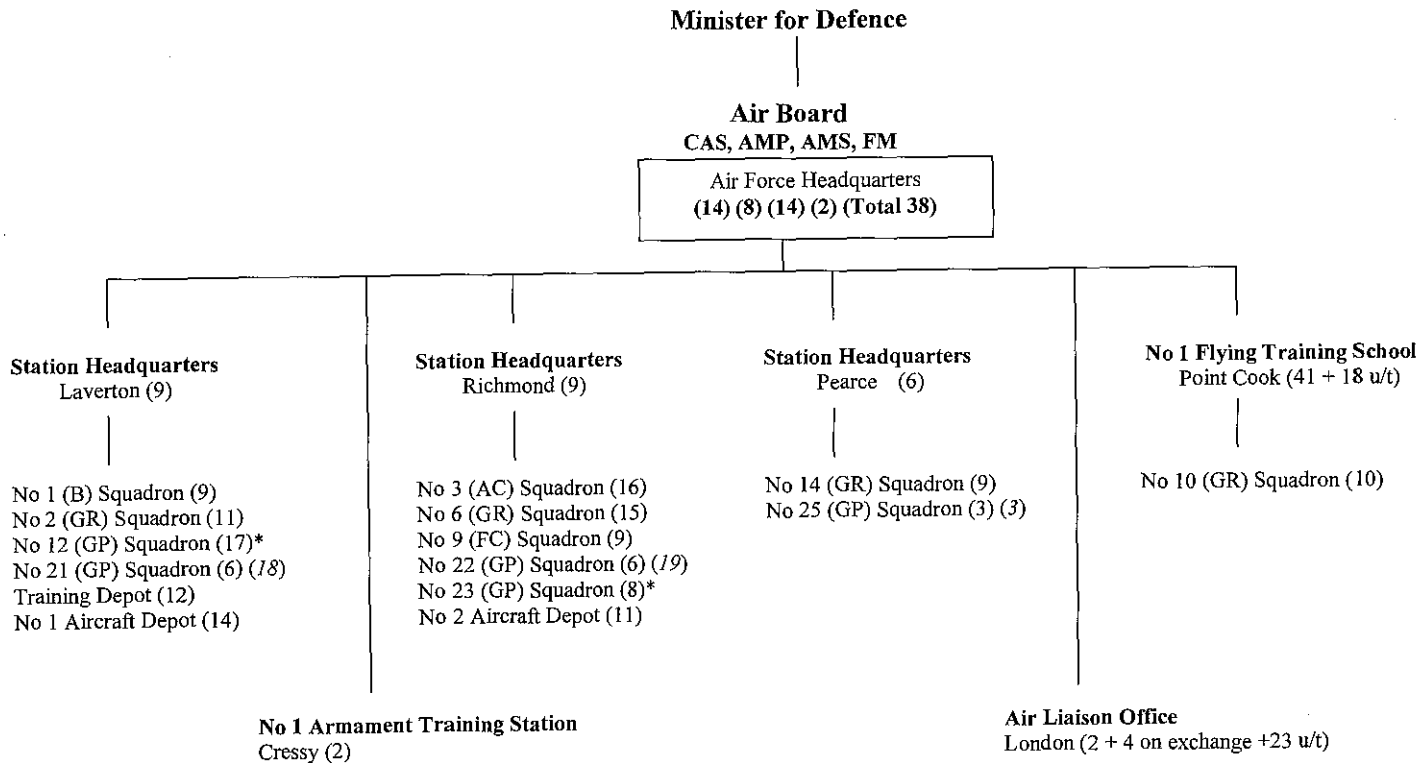 Minister for Defence
Air Board
CAS, AMP, AMS, FM
Air Force Headquarters
(14) (8) (14) (2) (Total 38)
Station Headquarters
Laverton (9)
No 1 (B) Squadron (9)
No 2 (GR) Squadron (11)
No 12 (GP) Squadron (17)*
No 21 (GP) Squadron (6) (18)
Training Depot (12)
No 1 Aircraft Depot (14)
No 1 Armament Training Station
Cressy (2)
Station Headquarters
Richmond (9)
No 3 (AC) Squadron (16)
No 6 (GR) Squadron (15)
No 9 (FC) Squadron (9)
No 22 (GP) Squadron (6) (19)
No 23 (GP) Squadron (8)*
No 2 Aircraft Depot (11)
Station Headquarters
Pearce (6)
No 14 (GR) Squadron (9)
No 25 (GP) Squadron (3) (3)
Air Liaison Office
London (2 + 4 on exchange +23 u/t)
No 1 Flying Training School
Point Cook (41 + 18 u/t)
No 10 (GR) Squadron (10)